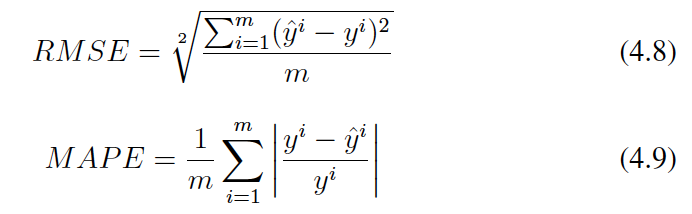 RMSE = \sqrt[2]{\frac{\sum_{i=1}^{m}(\hat{y}^i - y^i)^2}{m}} (4.8)
MAPE = \frac{1}{m} \sum_{i=1}^{m} \left| \frac{y^i - \hat{y}^i}{y^i} \right| (4.9)